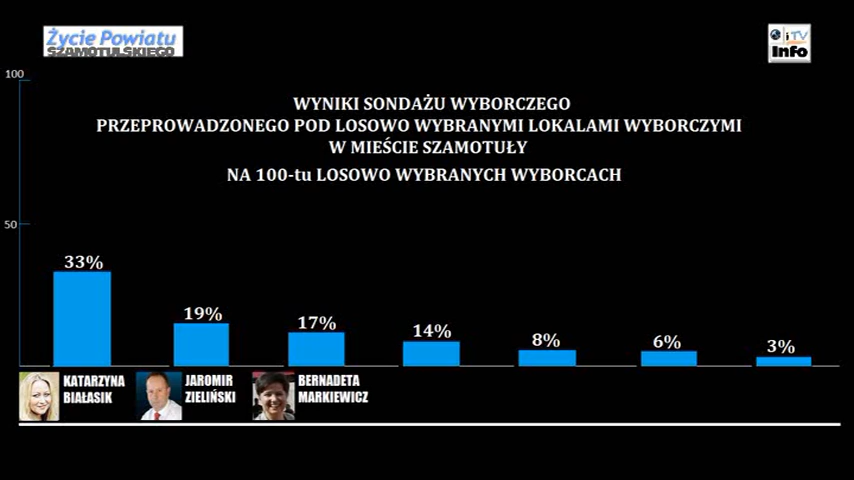 Życie Powiatu
SZAMOTULSKIEGO
iTV
Info
100
WYNIKI SONDAŻU WYBORCZEGO
PRZEPROWADZONEGO POD LOSOWO WYBRANYMI LOKALAMI WYBORCZYMI
W MIEŚCIE SZAMOTUŁY
NA 100-tu LOSOWO WYBRANYCH WYBORCACH
50
33%
19%
17%
14%
8%
6%
3%
KATARZYNA
BIAŁASIK
JAROMIR
ZIELIŃSKI
BERNADETA
MARKIEWICZ